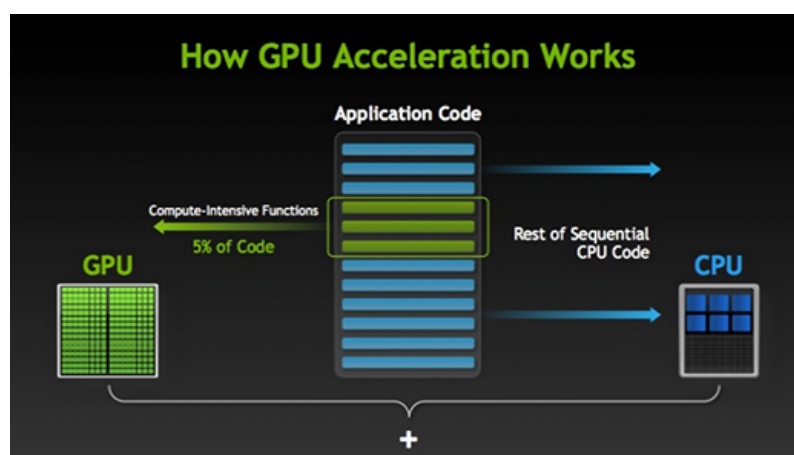 How GPU Acceleration Works
Application Code
Compute-Intensive Functions
5% of Code
Rest of Sequential
CPU Code
GPU
CPU
+